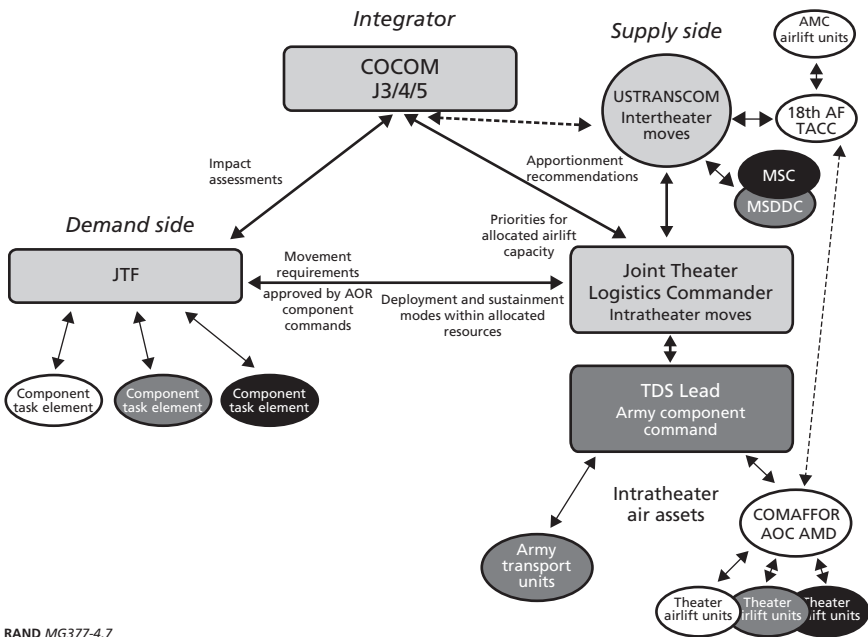 Integrator
COCOM
J3/4/5
Supply side
AMC
airlift units
USTRANSCOM
Intertheater
moves
18th AF
TACC
MSC
MSDDC
Impact
assessments
Apportionment
recommendations
Priorities for
allocated airlift
capacity
Demand side
JTF
Movement
requirements
approved by AOR
component
commands
Deployment and sustainment
modes within allocated
resources
Joint Theater
Logistics Commander
Intratheater moves
Component
task element
Component
task element
Component
task element
TDS Lead
Army component
command
Intratheater
air assets
COMAFFOR
AOC AMD
Army
transport
units
Theater
airlift units
Theater
irlift units
Theater
lift units
RAND MG377-4.7